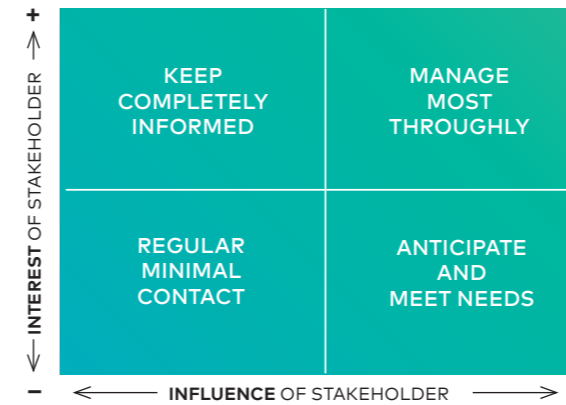 +
KEEP
COMPLETELY
INFORMED
MANAGE
MOST
THROUGHLY
INTEREST OF STAKEHOLDER
REGULAR
MINIMAL
CONTACT
ANTICIPATE
AND
MEET NEEDS
–
INFLUENCE OF STAKEHOLDER